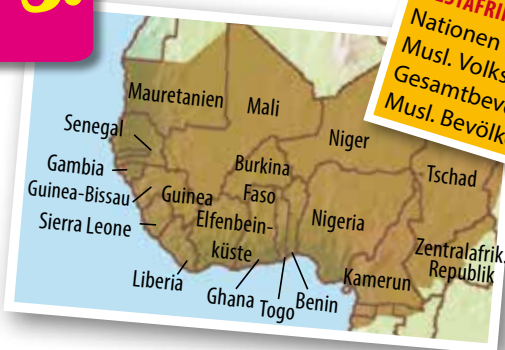 Nationen
Musl. Volks
Gesamtbev
Musl. Bevölk
Mauretanien
Mali
Niger
Tschad
Senegal
Gambia
Guinea-Bissau
Guinea
Sierra Leone
Burkina
Faso
Elfenbein-
küste
Nigeria
Zentralafrik.
Republik
Kamerun
Liberia
Ghana
Togo
Benin